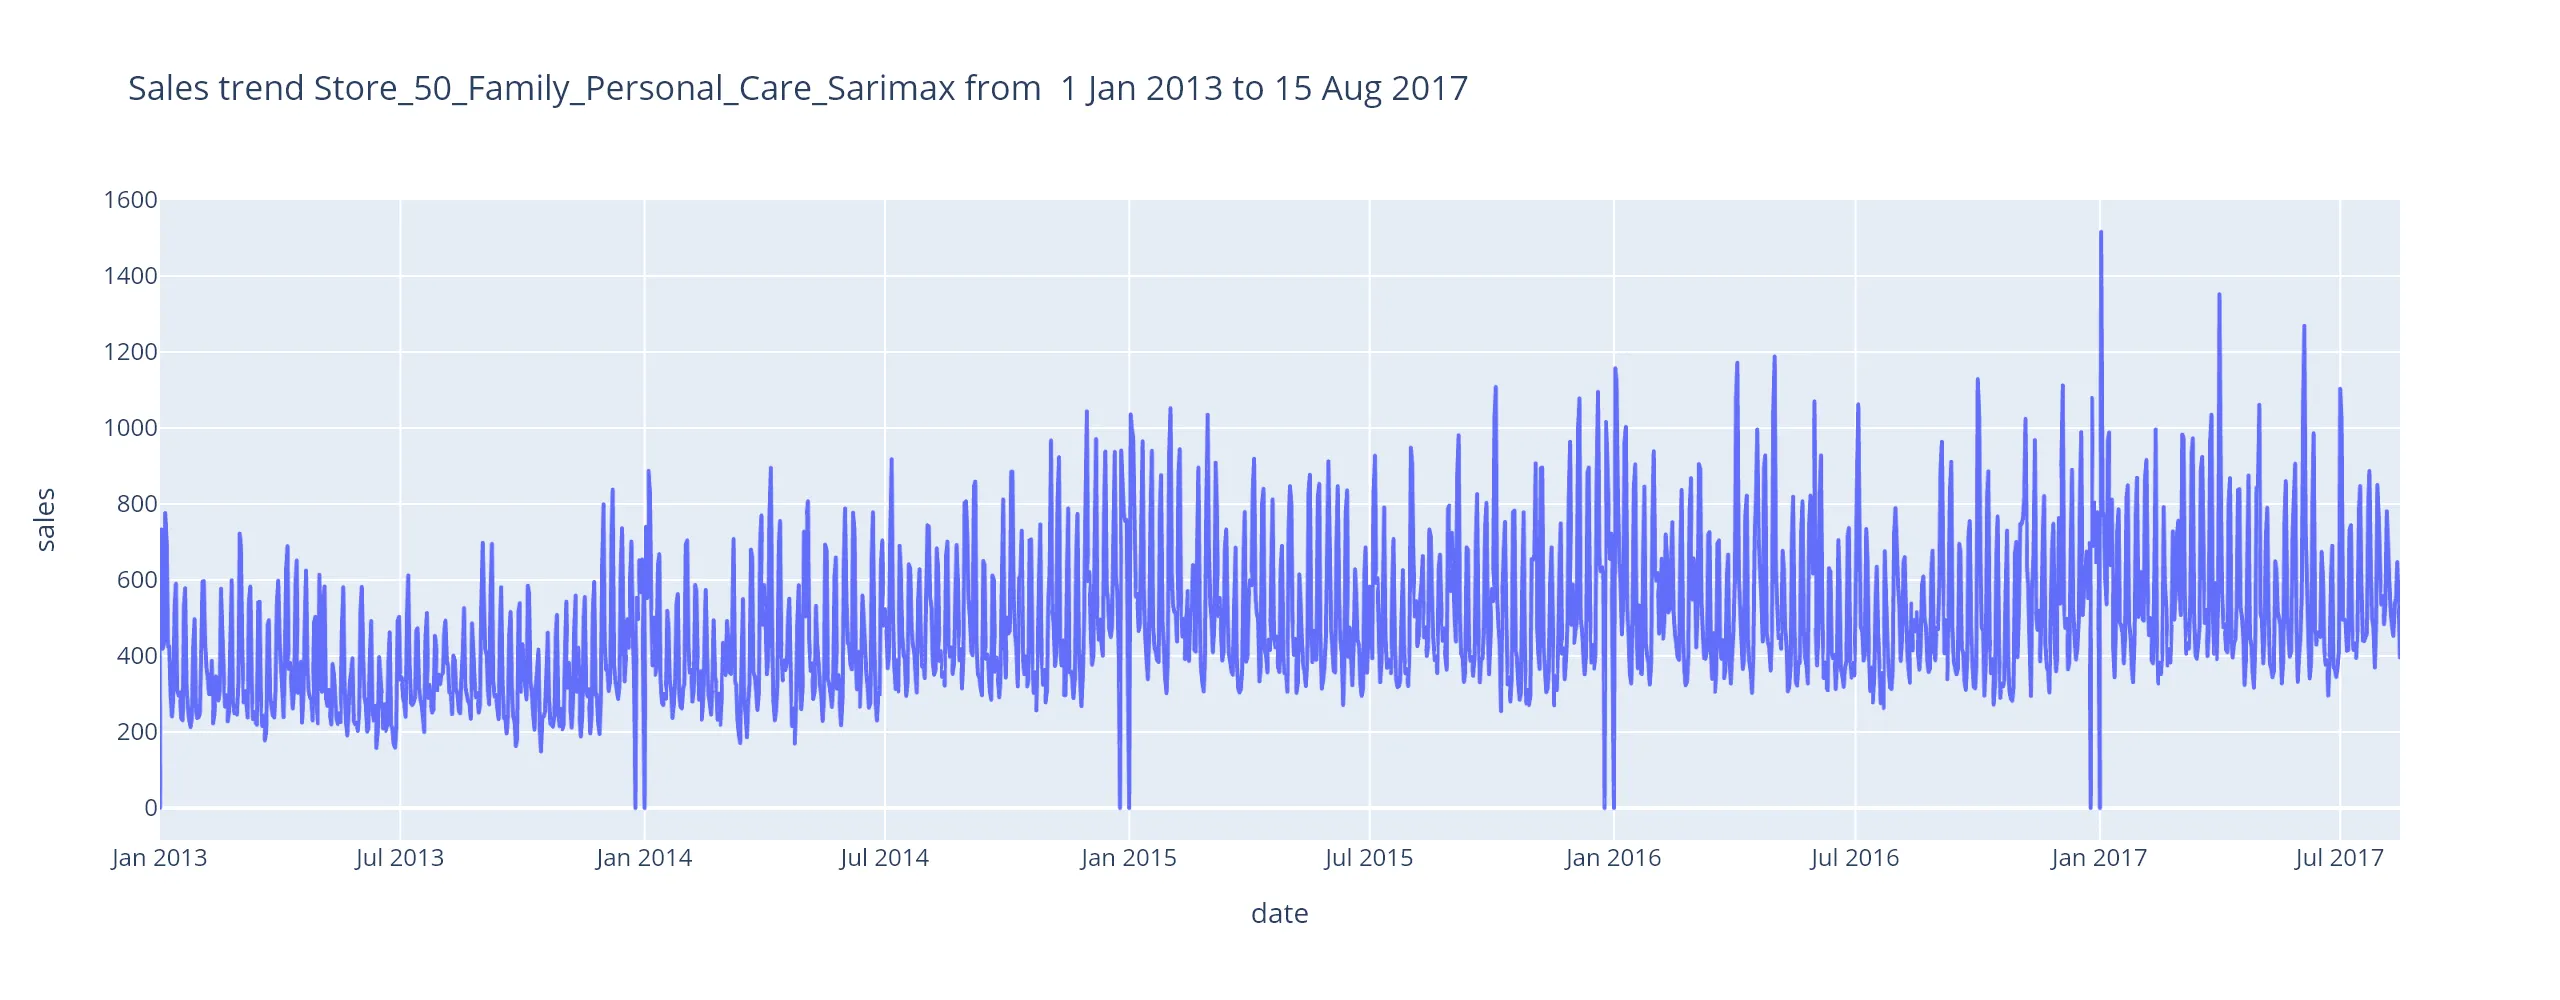 Sales trend Store_50_Family_Personal_Care_Sarimax from  1 Jan 2013 to 15 Aug 2017
1600
1400
1200
1000
800
600
400
200
0
sales
Jan 2013 Jul 2013 Jan 2014 Jul 2014 Jan 2015 Jul 2015 Jan 2016 Jul 2016 Jan 2017 Jul 2017
date